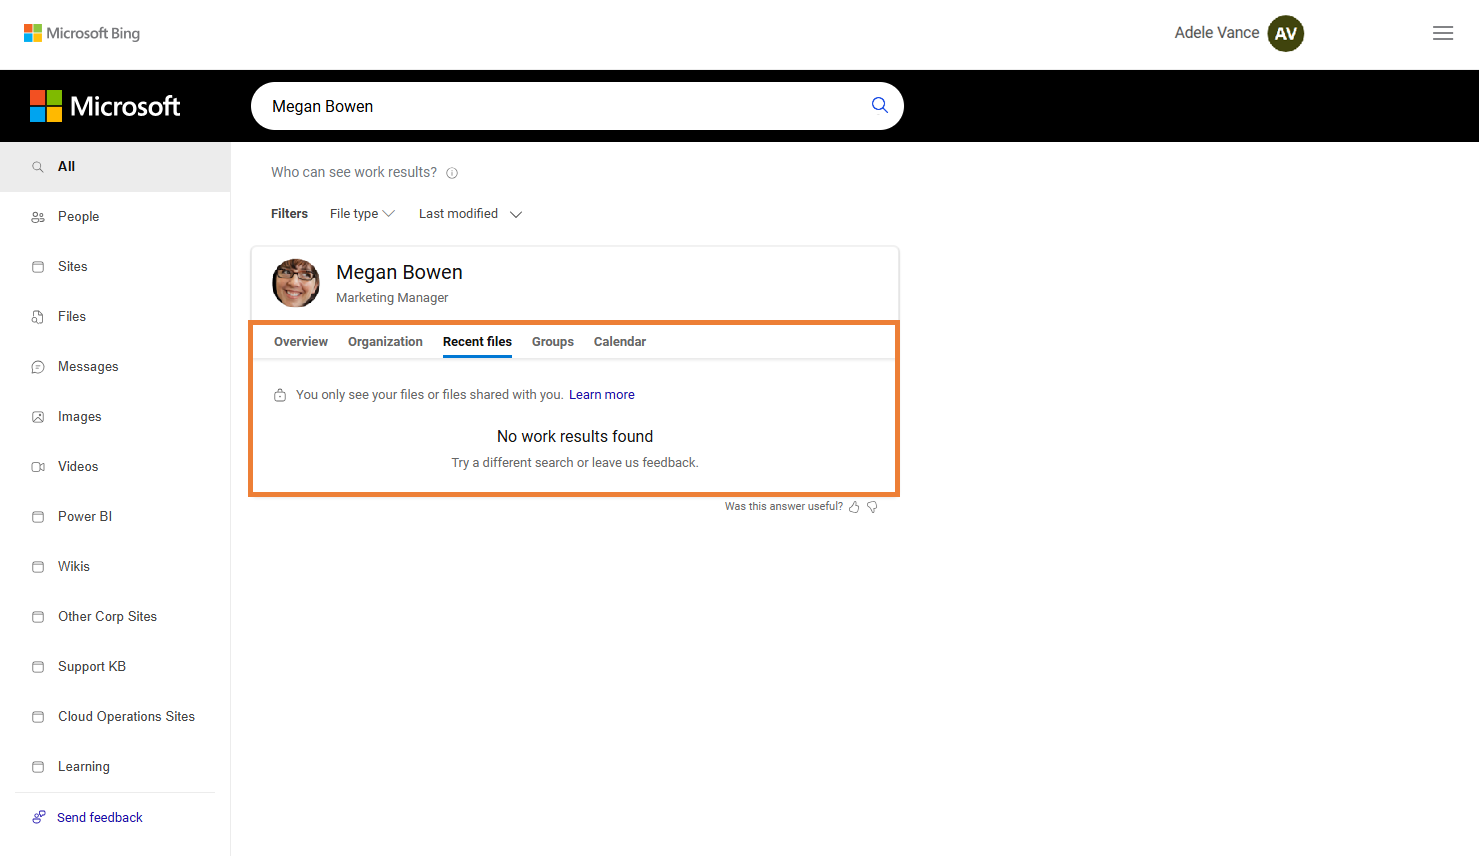 Microsoft Bing
Adele Vance AV
Microsoft
Megan Bowen
All
People
Sites
Files
Messages
Images
Videos
Power BI
Wikis
Other Corp Sites
Support KB
Cloud Operations Sites
Learning
Send feedback
Who can see work results?
Filters File type Last modified
Megan Bowen
Marketing Manager
Overview Organization Recent files Groups Calendar
You only see your files or files shared with you. Learn more
No work results found
Try a different search or leave us feedback.
Was this answer useful?